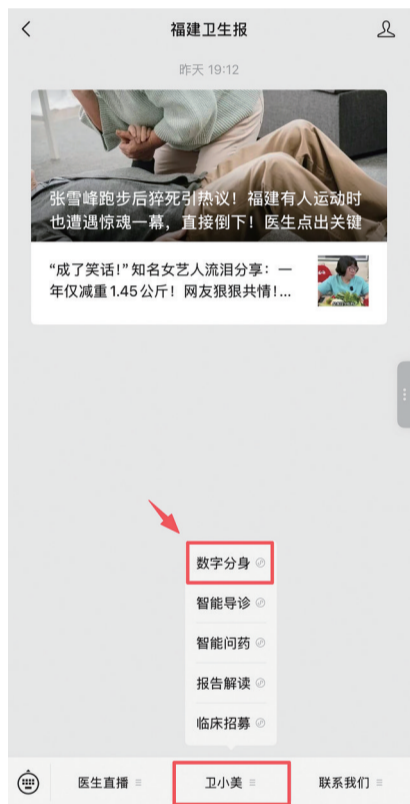 福建卫生报
昨天 19:12
张雪峰跑步后猝死引热议！福建有人运动时
也遭遇惊魂一幕，直接倒下！医生点出关键
“成了笑话！”知名女艺人流泪分享：一
年仅减重1.45公斤！网友狠狠共情！...
数字分身
智能导诊
智能问药
报告解读
临床招募
医生直播
卫小美
联系我们